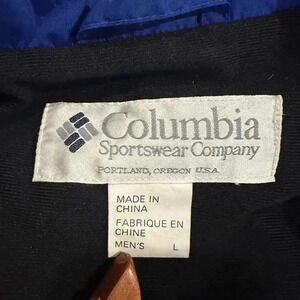 Columbia
Sportswear Company
PORTLAND, OREGON U.S.A.
MADE IN
CHINA
FABRIQUE EN
CHINE
MEN'S L